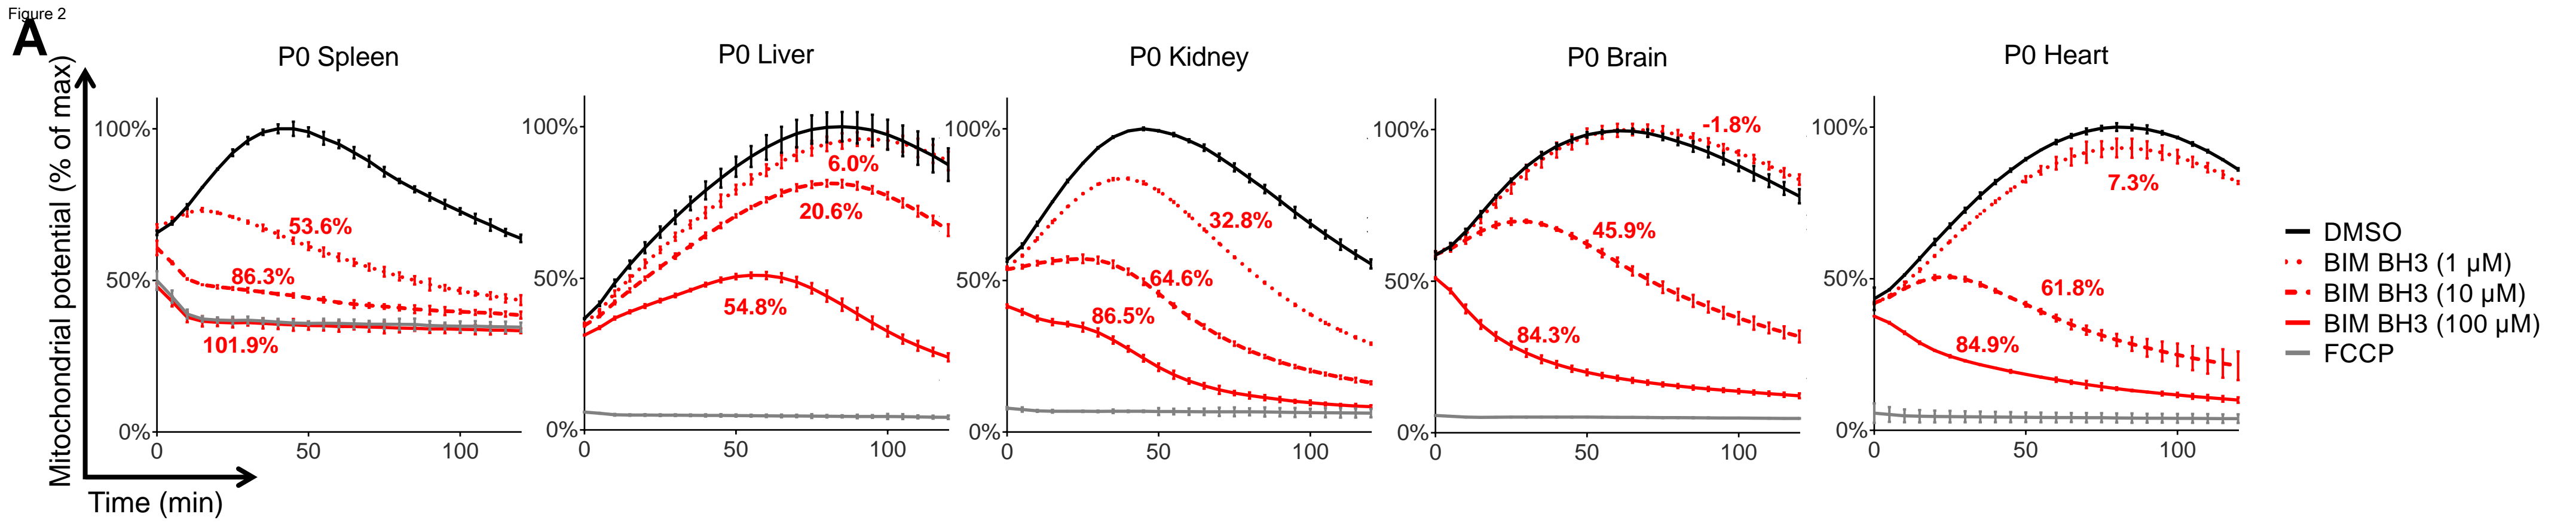 Figure 2
A
Mitochondrial potential (% of max)
Time (min)
P0 Spleen
100%
50%
0%
0 50 100
53.6%
86.3%
101.9%
P0 Liver
100%
50%
0%
0 50 100
6.0%
20.6%
54.8%
P0 Kidney
100%
50%
0%
0 50 100
32.8%
64.6%
86.5%
P0 Brain
100%
50%
0%
0 50 100
-1.8%
45.9%
84.3%
P0 Heart
100%
50%
0%
0 50 100
7.3%
61.8%
84.9%
DMSO
BIM BH3 (1 µM)
BIM BH3 (10 µM)
BIM BH3 (100 µM)
FCCP